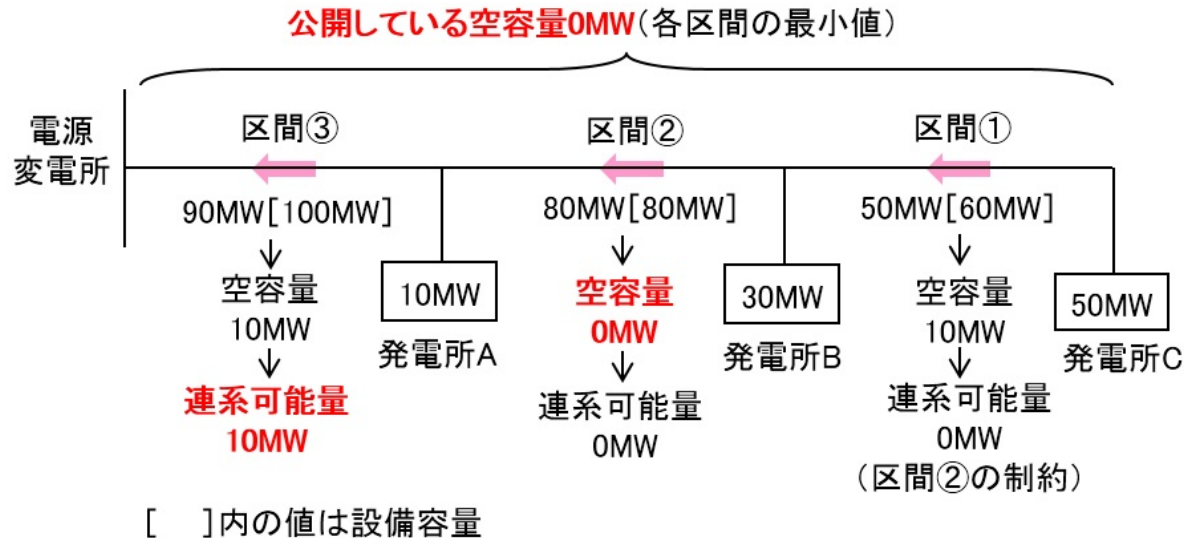 公開している空容量0MW(各区間の最小値)
電源
変電所
区間③
区間②
区間①
90MW[100MW]
80MW[80MW]
50MW[60MW]
空容量
10MW
10MW
空容量
0MW
30MW
空容量
10MW
50MW
発電所A
発電所B
発電所C
連系可能量
10MW
連系可能量
0MW
連系可能量
0MW
(区間②の制約)
[　]内の値は設備容量